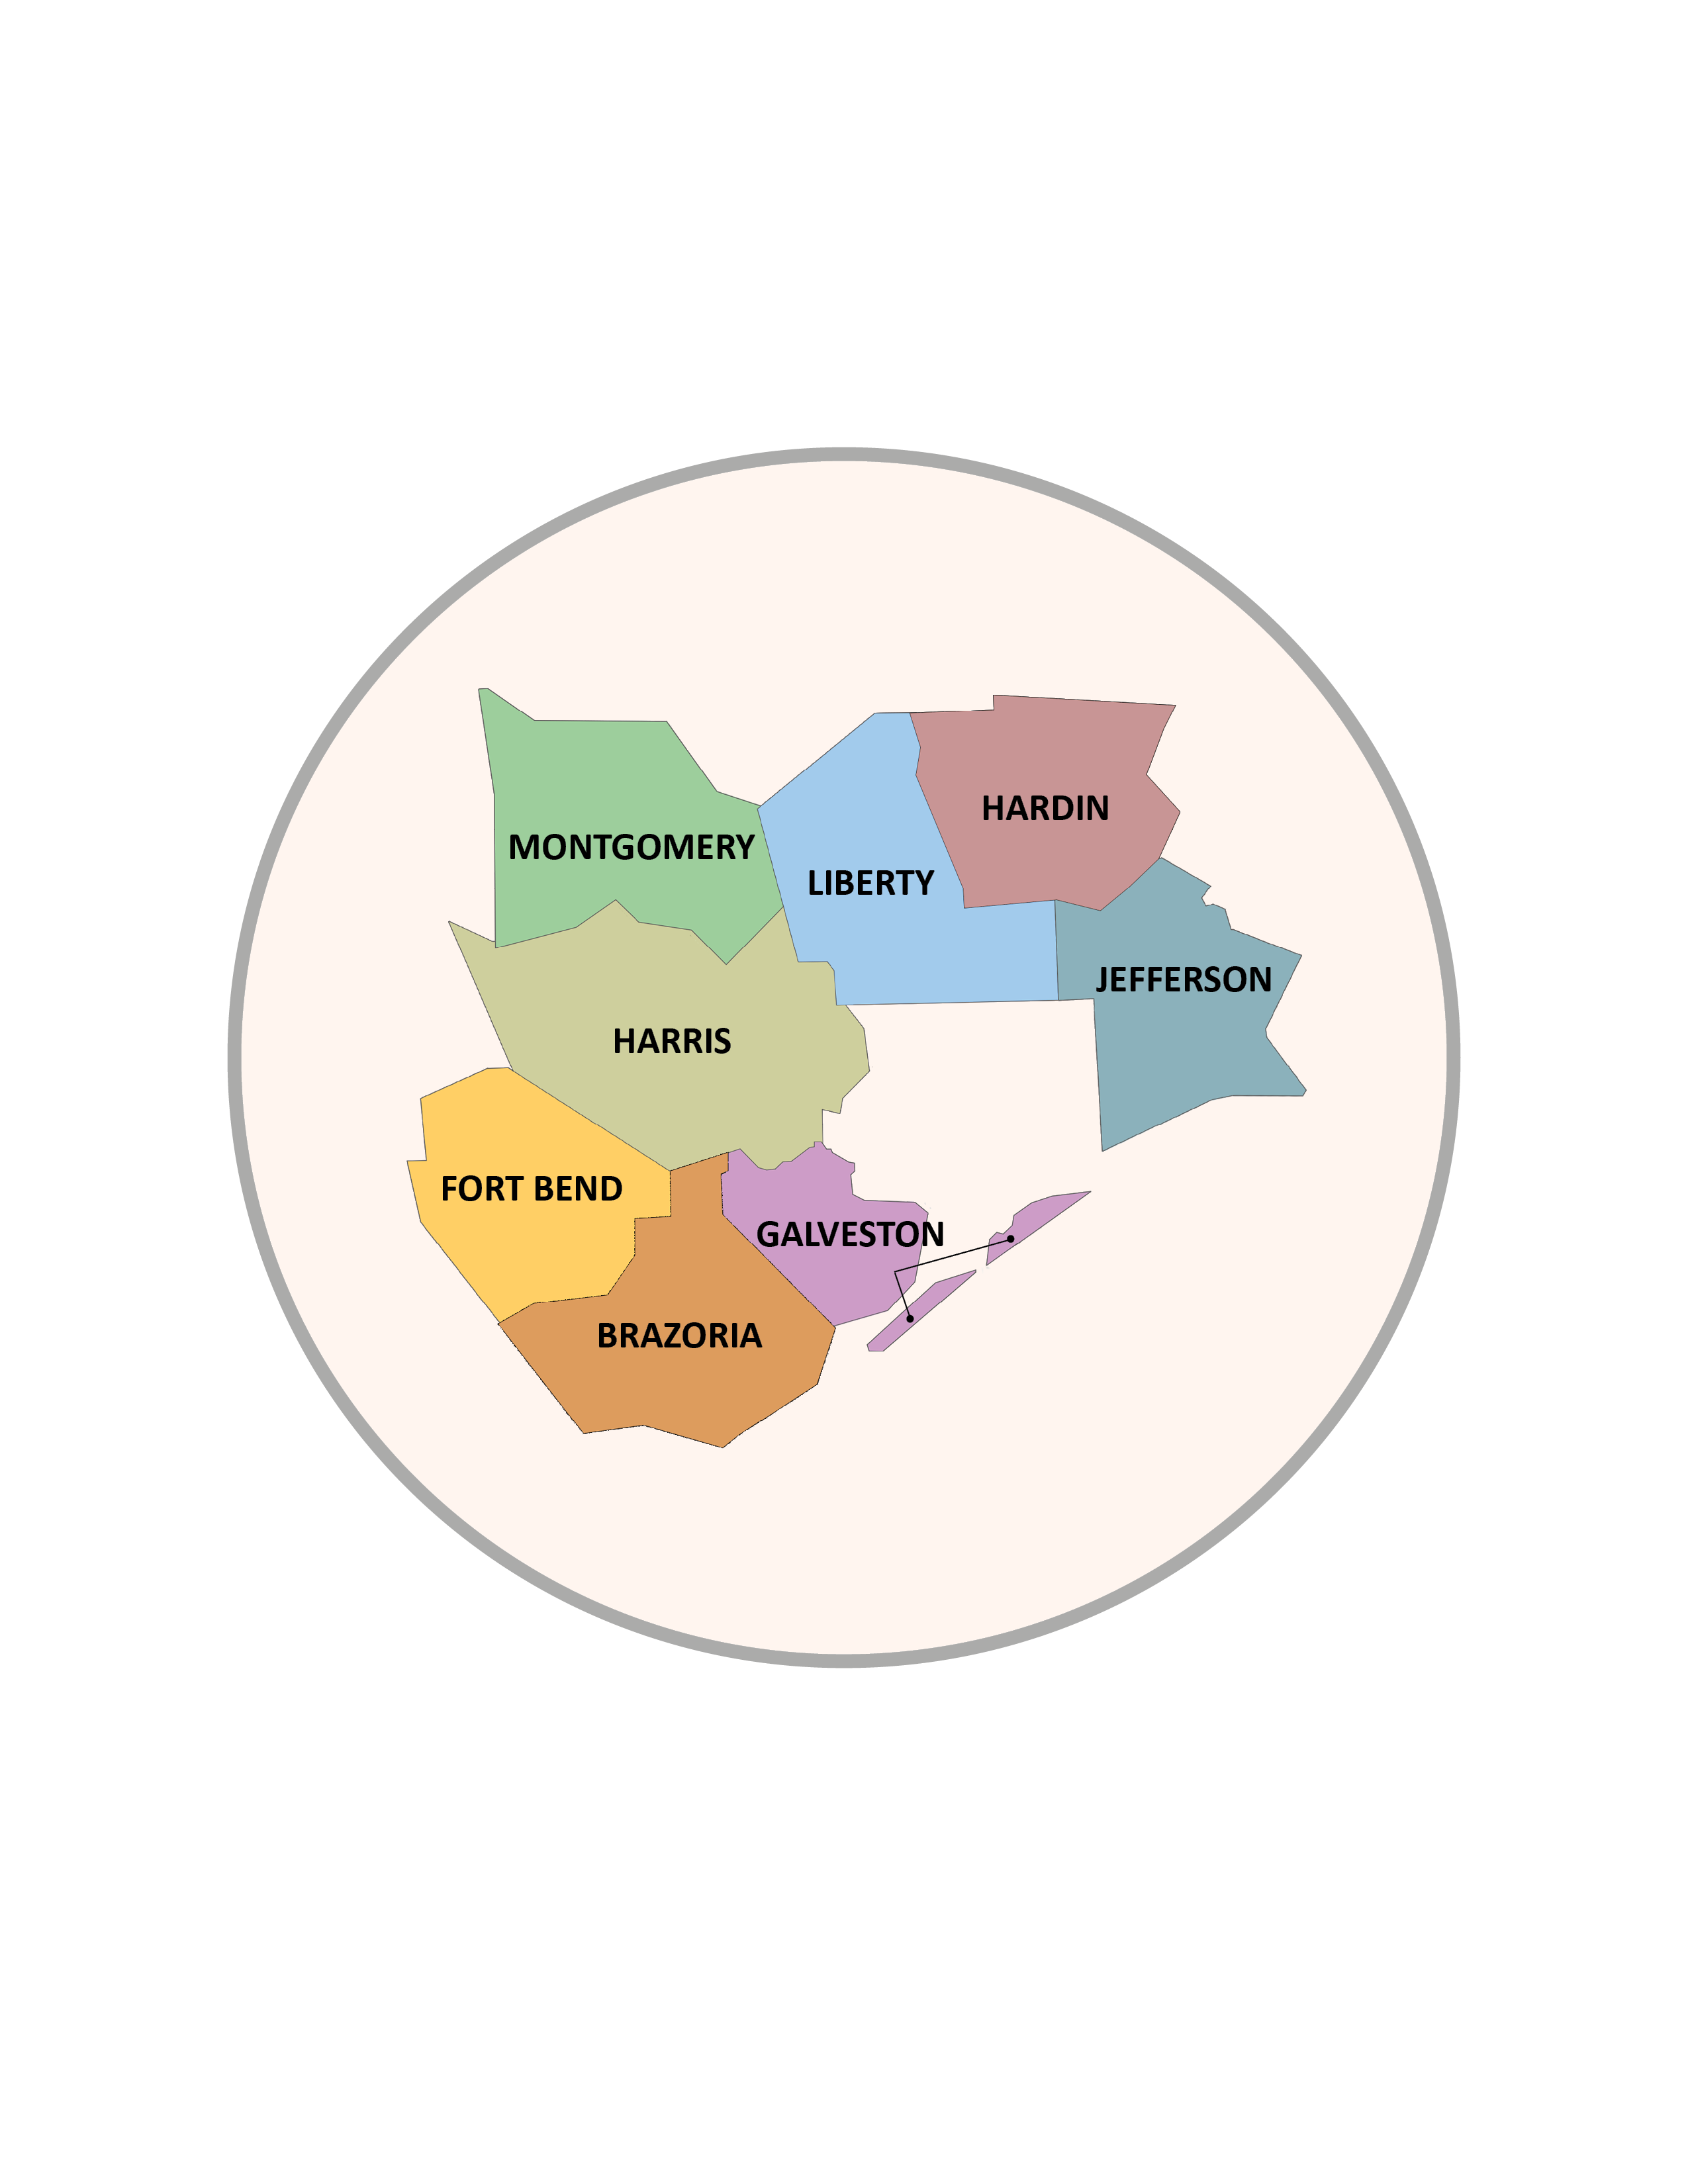 HARDIN
MONTGOMERY
LIBERTY
JEFFERSON
HARRIS
FORT BEND
GALVESTON
BRAZORIA